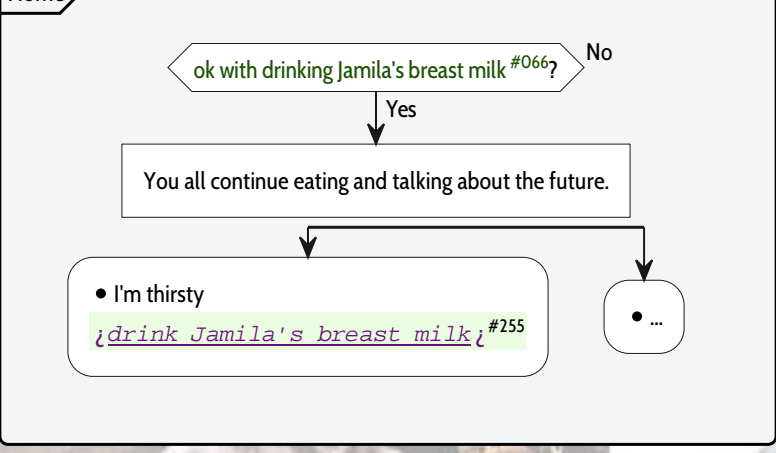 ok with drinking Jamila's breast milk #066?
No
Yes
You all continue eating and talking about the future.
• I'm thirsty
¿drink Jamila's breast milk¿#255
• ...